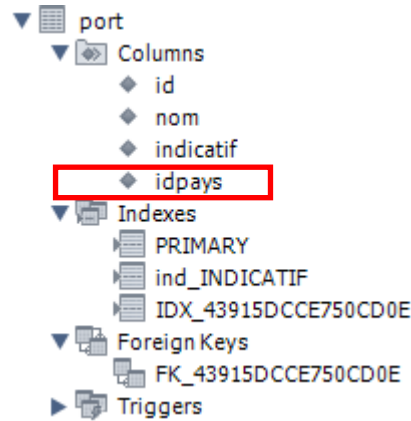 port
Columns
id
nom
indicatif
idpays
Indexes
PRIMARY
ind_INDICATIF
IDX_43915DCCE750CD0E
Foreign Keys
FK_43915DCCE750CD0E
Triggers